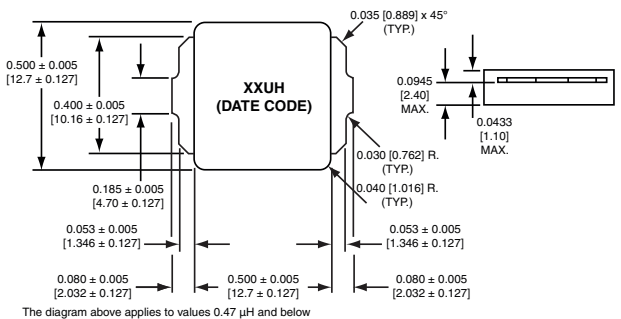 0.035 [0.889] x 45°
(TYP.)
0.500 ± 0.005
[12.7 ± 0.127]
0.400 ± 0.005
[10.16 ± 0.127]
XXUH
(DATE CODE)
0.0945
[2.40]
MAX.
0.0433
[1.10]
MAX.
0.030 [0.762] R.
(TYP.)
0.040 [1.016] R.
(TYP.)
0.185 ± 0.005
[4.70 ± 0.127]
0.053 ± 0.005
[1.346 ± 0.127]
0.053 ± 0.005
[1.346 ± 0.127]
0.080 ± 0.005
[2.032 ± 0.127]
0.500 ± 0.005
[12.7 ± 0.127]
0.080 ± 0.005
[2.032 ± 0.127]
The diagram above applies to values 0.47 µH and below